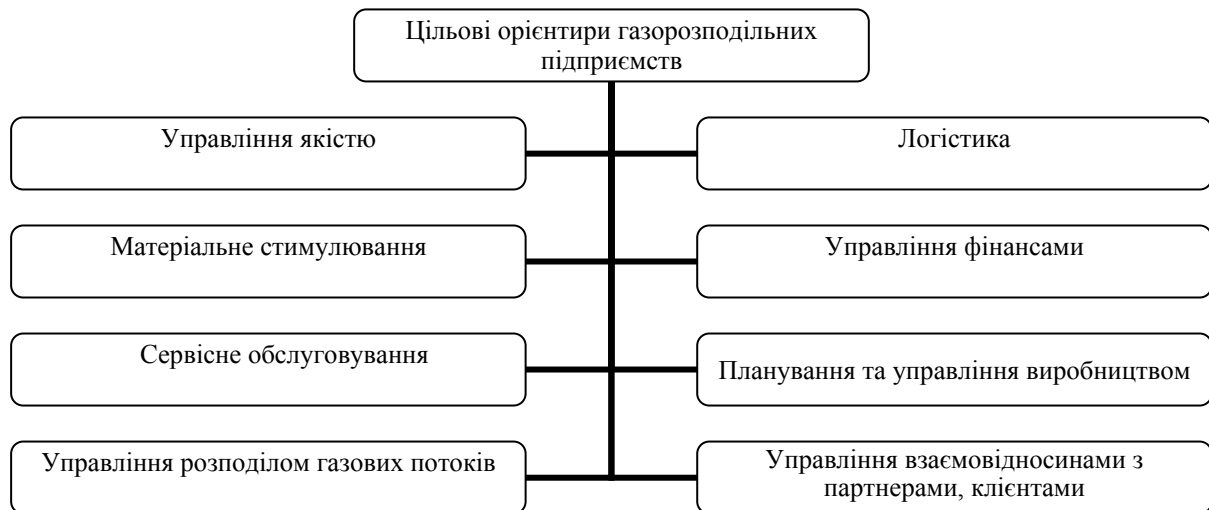 Цільові орієнтири газорозподільних
підприємств
Управління якістю
Логістика
Матеріальне стимулювання
Управління фінансами
Сервісне обслуговування
Планування та управління виробництвом
Управління розподілом газових потоків
Управління взаємовідносинами з
партнерами, клієнтами